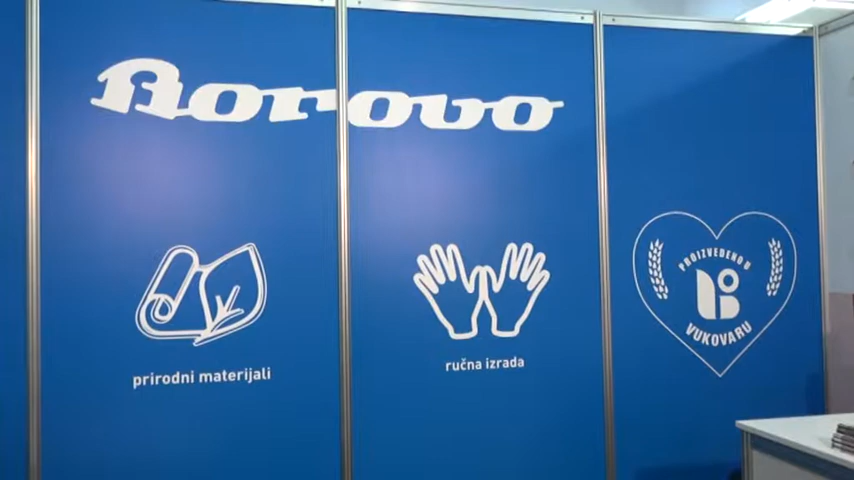 Borovo
prirodni materijali
ručna izrada
PROIZVEDENO U
VUKOVARU